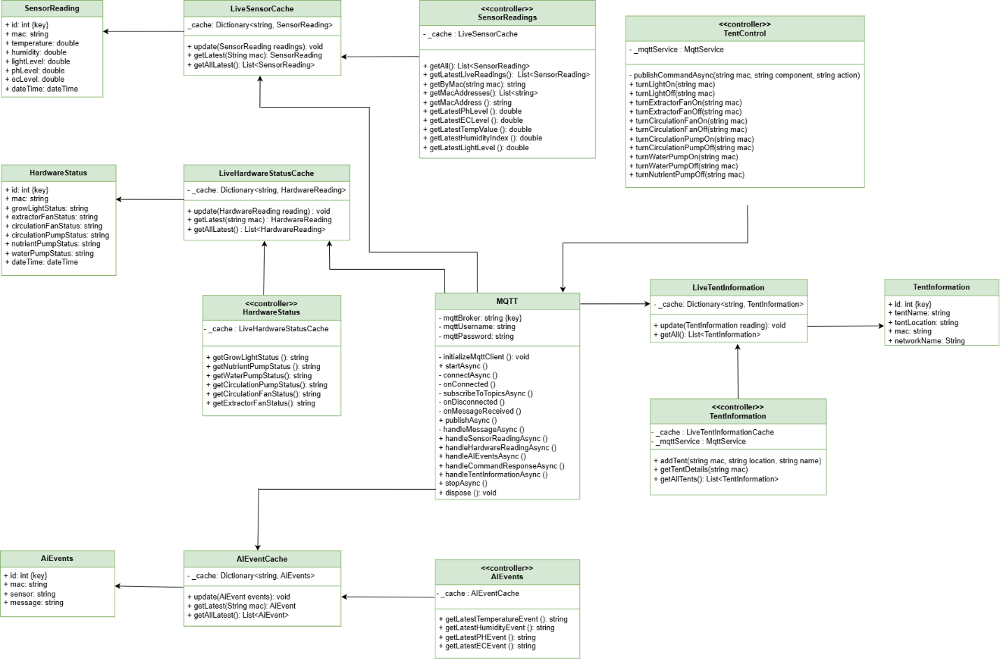 SensorReading
+ id: int {key}
+ mac: string
+ temperature: double
+ humidity: double
+ lightLevel: double
+ phLevel: double
+ ecLevel: double
+ dateTime: dateTime
LiveSensorCache
_cache: Dictionary<string, SensorReading>
+ update(SensorReading readings): void
+ getLatest(String mac): SensorReading
+ getAllLatest(): List<SensorReading>
<<controller>>
SensorReadings
- _cache : LiveSensorCache
+ getAll(): List<SensorReading>
+ getLatestLiveReadings(): List<SensorReading>
+ getByMac(string mac): string
+ getMacAddresses(): List<string>
+ getMacAddress (): string
+ getLatestPhLevel (): double
+ getLatestECLevel (): double
+ getLatestTempValue (): double
+ getLatestHumidityIndex (): double
+ getLatestLightLevel (): double
<<controller>>
TentControl
- _mqttService : MqttService
- publishCommandAsync(string mac, string component, string action)
+ turnLightOn(string mac)
+ turnLightOff(string mac)
+ turnExtractorFanOn(string mac)
+ turnExtractorFanOff(string mac)
+ turnCirculationFanOn(string mac)
+ turnCirculationFanOff(string mac)
+ turnCirculationPumpOn(string mac)
+ turnCirculationPumpOff(string mac)
+ turnWaterPumpOn(string mac)
+ turnWaterPumpOff(string mac)
+ turnNutrientPumpOff(string mac)
HardwareStatus
+ id: int {key}
+ mac: string
+ growLightStatus: string
+ extractorFanStatus: string
+ circulationFanStatus: string
+ circulationPumpStatus: string
+ nutrientPumpStatus: string
+ waterPumpStatus: string
+ dateTime: dateTime
LiveHardwareStatusCache
- _cache: Dictionary<string, HardwareReading>
+ update(HardwareReading reading) : void
+ getLatest(string mac) : HardwareReading
+ getAllLatest() : List<HardwareReading>
<<controller>>
HardwareStatus
- _cache : LiveHardwareStatusCache
+ getGrowLightStatus (): string
+ getNutrientPumpStatus (): string
+ getWaterPumpStatus(): string
+ getCirculationPumpStatus(): string
+ getCirculationFanStatus(): string
+ getExtractorFanStatus(): string
MQTT
- mqttBroker: string {key}
- mqttUsername: string
- mqttPassword: string
- initializeMqttClient (): void
+ startAsync ()
- connectAsync ()
- onConnected ()
- subscribeToTopicsAsync ()
- onDisconnected ()
- onMessageReceived ()
+ publishAsync ()
- handleMessageAsync ()
+ handleSensorReadingAsync ()
+ handleHardwareReadingAsync ()
+ handleAIEventsAsync ()
+ handleCommandResponseAsync ()
+ handleTentInformationAsync ()
+ stopAsync ()
+ dispose (): void
LiveTentInformation
- _cache: Dictionary<string, TentInformation>
+ update(TentInformation reading): void
+ getAll(): List<TentInformation>
TentInformation
+ id: int {key}
+ tentName: string
+ tentLocation: string
+ mac: string
+ networkName: String
<<controller>>
TentInformation
- _cache : LiveTentInformationCache
- _mqttService : MqttService
+ addTent(string mac, string location, string name)
+ getTentDetails(string mac)
+ getAllTents(): List<TentInformation>
AiEvents
+ id: int {key}
+ mac: string
+ sensor: string
+ message: string
AIEventCache
- _cache: Dictionary<string, AiEvents>
+ update(AiEvent events): void
+ getLatest(String mac): AiEvent
+ getAllLatest(): List<AiEvent>
<<controller>>
AIEvents
- _cache : AIEventCache
+ getLatestTemperatureEvent (): string
+ getLatestHumidityEvent (): string
+ getLatestPHEvent (): string
+ getLatestECEvent (): string